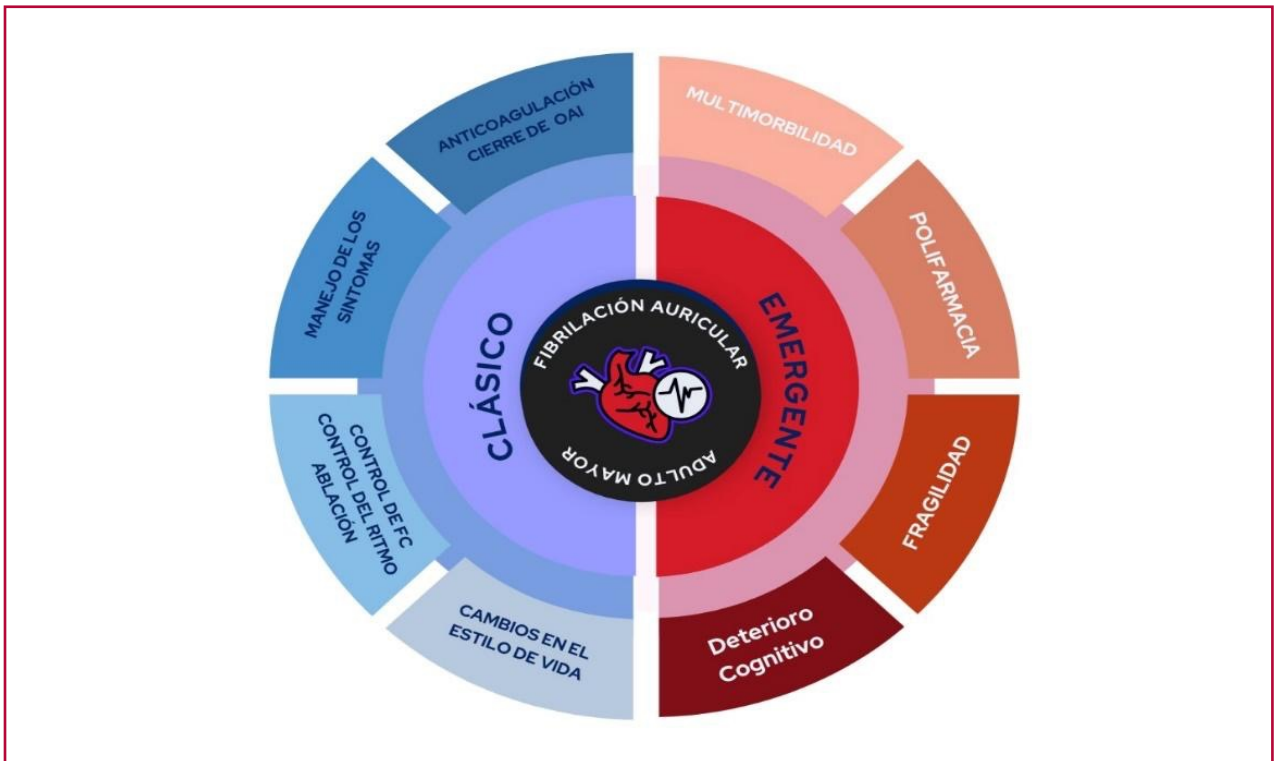 FIBRILACIÓN AURICULAR
ADULTO MAYOR
CLÁSICO
ANTICOAGULACIÓN
CIERRE DE OAI
MANEJO DE LOS
SINTOMAS
CONTROL DE FC
CONTROL DEL RITMO
ABLACIÓN
CAMBIOS EN EL
ESTILO DE VIDA
EMERGENTE
MULTIMORBILIDAD
POLIFARMACIA
FRAGILIDAD
Deterioro
Cognitivo